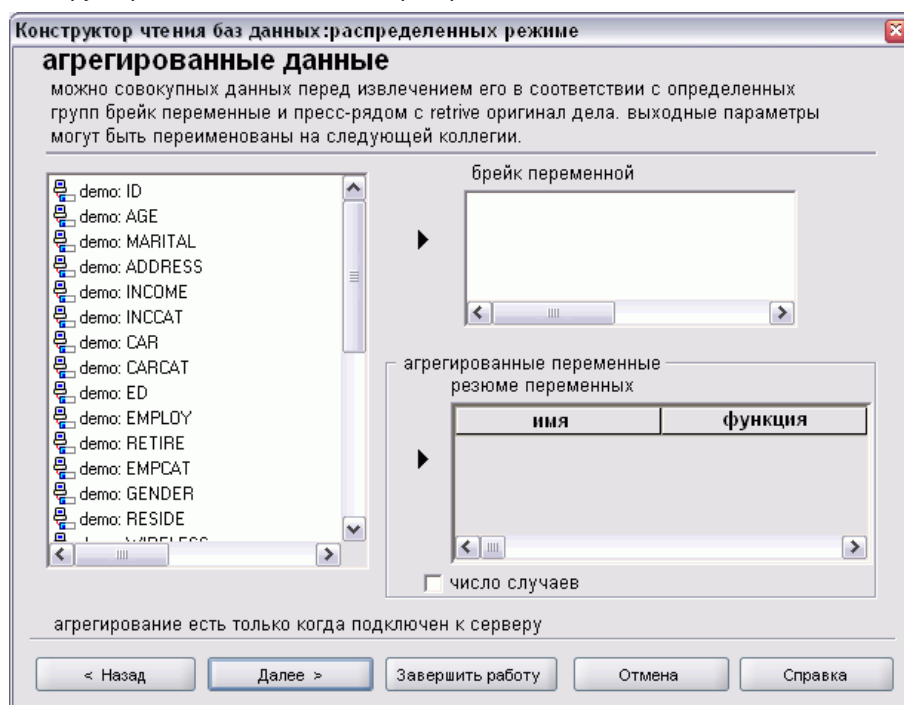 Конструктор чтения баз данных:распределенных режиме
агрегированные данные
можно совокупных данных перед извлечением его в соответствии с определенных
групп брейк переменные и пресс-рядом с retrive оригинал дела. выходные параметры
могут быть переименованы на следующей коллегии.
demo: ID
demo: AGE
demo: MARITAL
demo: ADDRESS
demo: INCOME
demo: INCCAT
demo: CAR
demo: CARCAT
demo: ED
demo: EMPLOY
demo: RETIRE
demo: EMPCAT
demo: GENDER
demo: RESIDE
брейк переменной
агрегированные переменные
резюме переменных
имя функция
число случаев
агрегирование есть только когда подключен к серверу
< Назад Далее > Завершить работу Отмена Справка